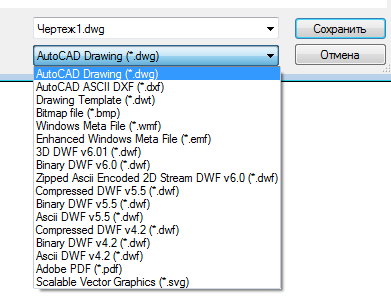 Чертеж1.dwg
Сохранить
AutoCAD Drawing (*.dwg)
Отмена
AutoCAD Drawing (*.dwg)
AutoCAD ASCII DXF (*.dxf)
Drawing Template (*.dwt)
Bitmap file (*.bmp)
Windows Meta File (*.wmf)
Enhanced Windows Meta File (*.emf)
3D DWF v6.01 (*.dwf)
Binary DWF v6.0 (*.dwf)
Zipped Ascii Encoded 2D Stream DWF v6.0 (*.dwf)
Compressed DWF v5.5 (*.dwf)
Binary DWF v5.5 (*.dwf)
Ascii DWF v5.5 (*.dwf)
Compressed DWF v4.2 (*.dwf)
Binary DWF v4.2 (*.dwf)
Ascii DWF v4.2 (*.dwf)
Adobe PDF (*.pdf)
Scalable Vector Graphics (*.svg)